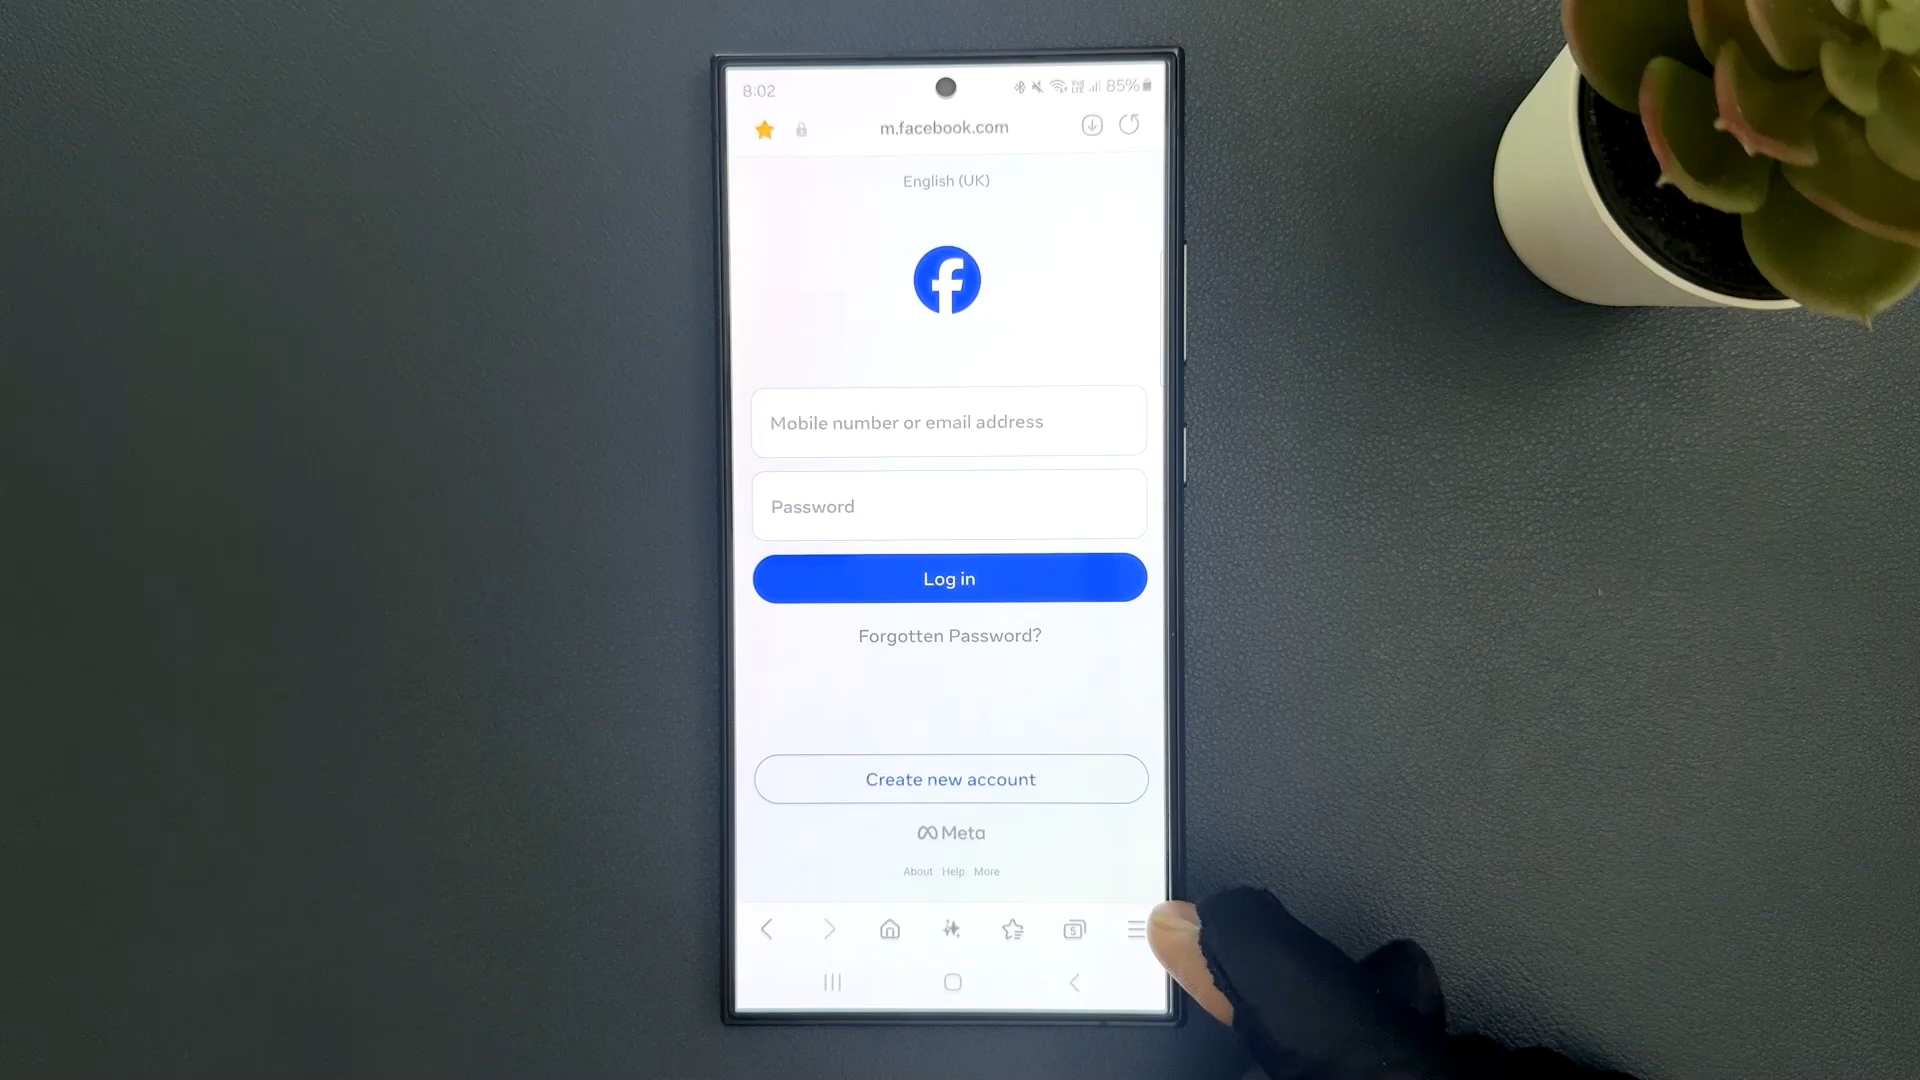 8:02 85%
m.facebook.com
English (UK)
Mobile number or email address
Password
Log in
Forgotten Password?
Create new account
Meta
About Help More
5